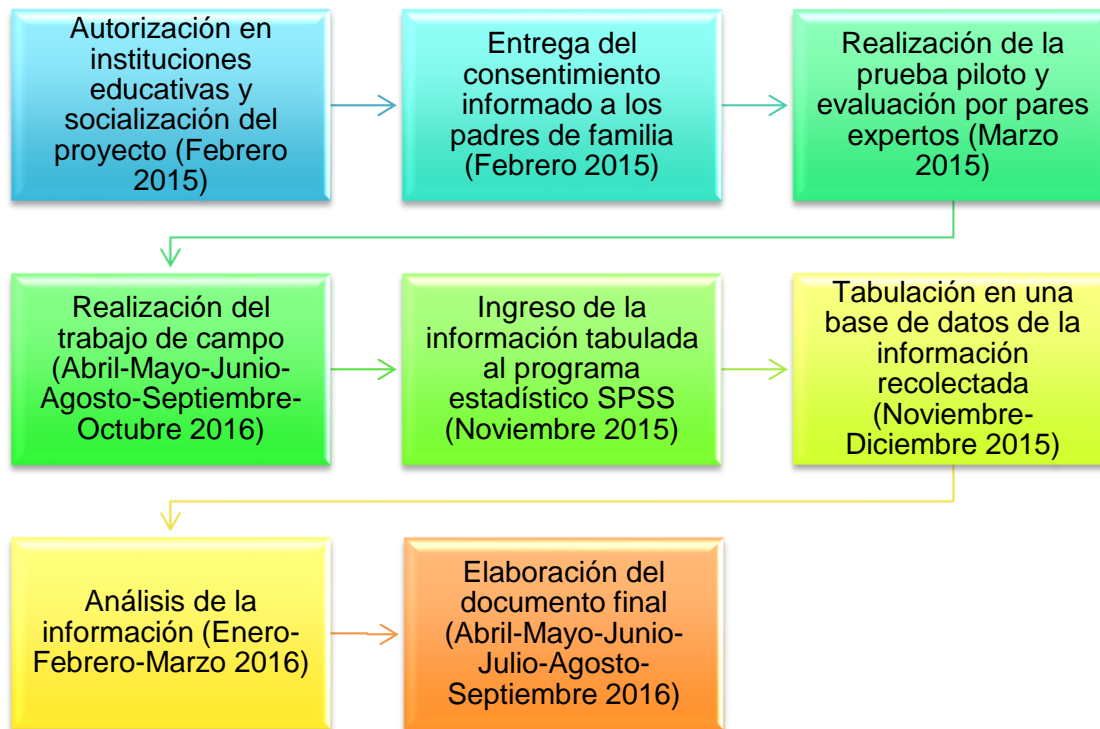 Autorización en
instituciones
educativas y
socialización del
proyecto (Febrero
2015)
Entrega del
consentimiento
informado a los
padres de familia
(Febrero 2015)
Realización de la
prueba piloto y
evaluación por pares
expertos (Marzo
2015)
Realización del
trabajo de campo
(Abril-Mayo-Junio-
Agosto-Septiembre-
Octubre 2016)
Ingreso de la
información tabulada
al programa
estadístico SPSS
(Noviembre 2015)
Tabulación en una
base de datos de la
información
recolectada
(Noviembre-
Diciembre 2015)
Análisis de la
información (Enero-
Febrero-Marzo 2016)
Elaboración del
documento final
(Abril-Mayo-Junio-
Julio-Agosto-
Septiembre 2016)